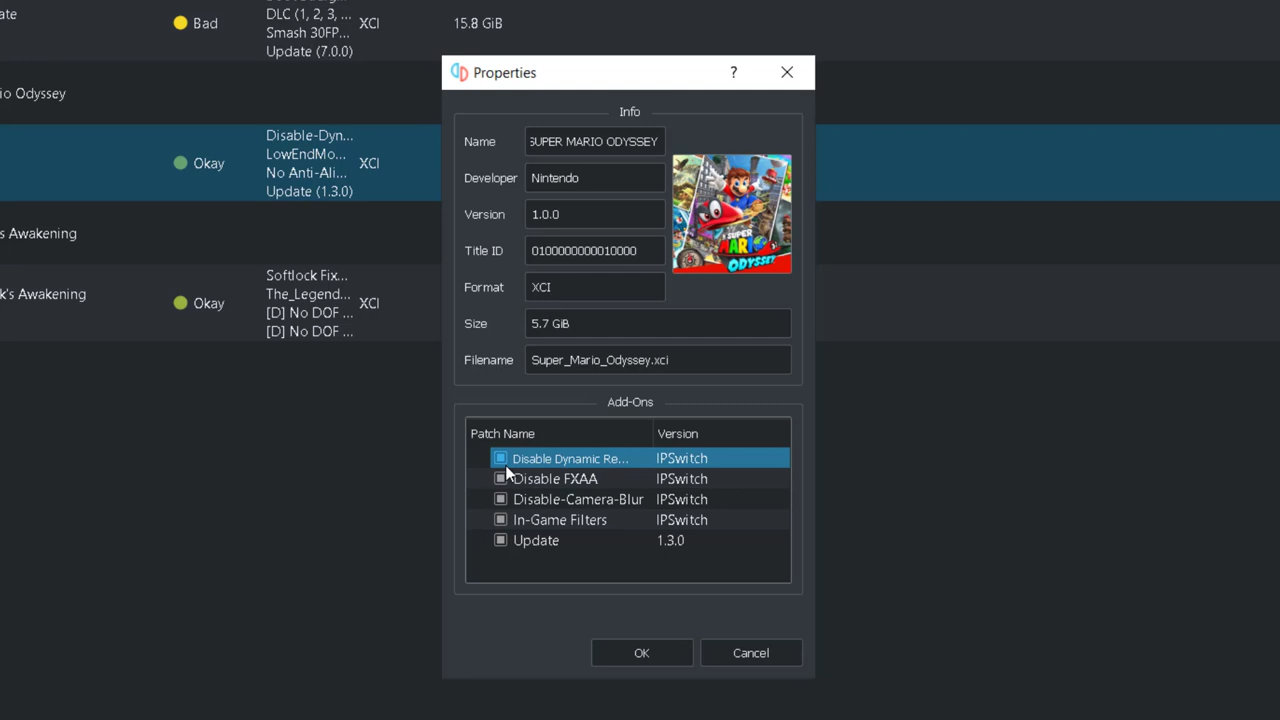 ate
Bad
DLC (1, 2, 3, ...
Smash 30FP...
Update (7.0.0)
XCI
15.8 GiB
Properties
?
Info
io Odyssey
Name
SUPER MARIO ODYSSEY
Disable-Dyn...
LowEndMo...
No Anti-Ali...
Update (1.3.0)
Okay
XCI
Developer
Nintendo
SUPER
MARIO
ODYSSEY
Version
1.0.0
s Awakening
Title ID
0100000000010000
k's Awakening
Okay
Softlock Fix...
The_Legend...
[D] No DOF ...
[D] No DOF ...
XCI
Format
XCI
Size
5.7 GiB
Filename
Super_Mario_Odyssey.xci
Add-Ons
Patch Name
Version
Disable Dynamic Re...
IPSwitch
Disable FXAA
IPSwitch
Disable-Camera-Blur
IPSwitch
In-Game Filters
IPSwitch
Update
1.3.0
OK
Cancel